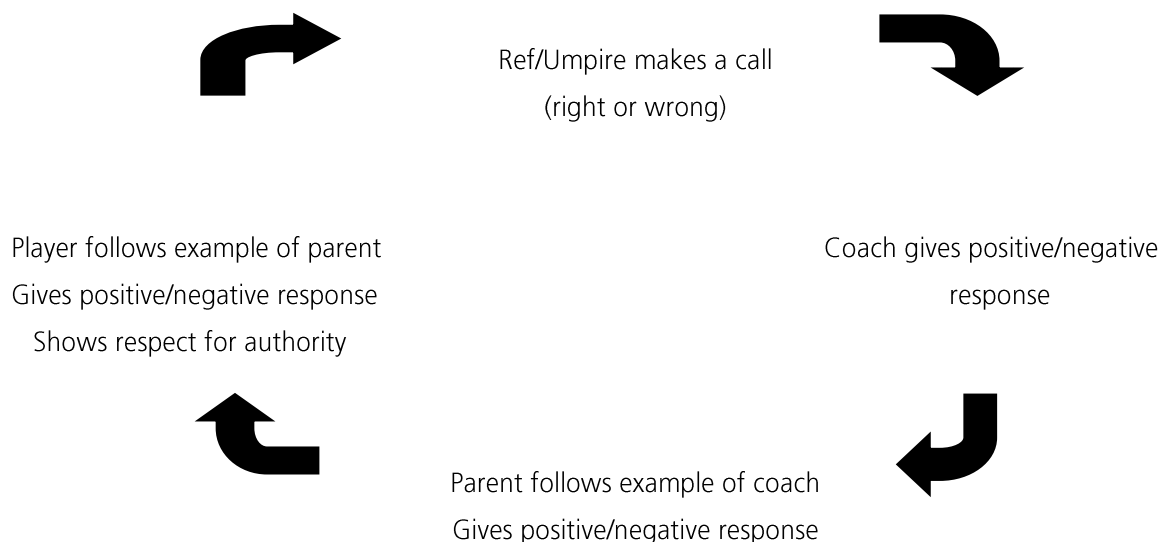 Ref/Umpire makes a call
(right or wrong)
Coach gives positive/negative
response
Parent follows example of coach
Gives positive/negative response
Player follows example of parent
Gives positive/negative response
Shows respect for authority